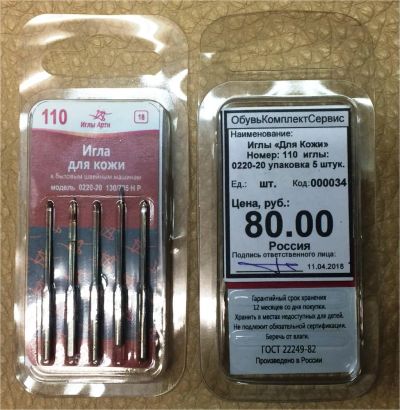 110
Иглы Арти
18
Игла
для кожи
к бытовым швейным машинам
модель 0220-20 130/705 H P
ОбувьКомплектСервис
Наименование:
Иглы «Для Кожи»
Номер: 110 иглы:
0220-20 упаковка 5 штук.
Ед.: шт. Код: 000034
Цена, руб.:
80.00
Россия
Подпись ответственного лица:
11.04.2018
Гарантийный срок хранения
12 месяцев со дня покупки.
Хранить в местах недоступных для детей.
Не подлежит обязательной сертификации.
Беречь от влаги.
ГОСТ 22249-82
Произведено в России